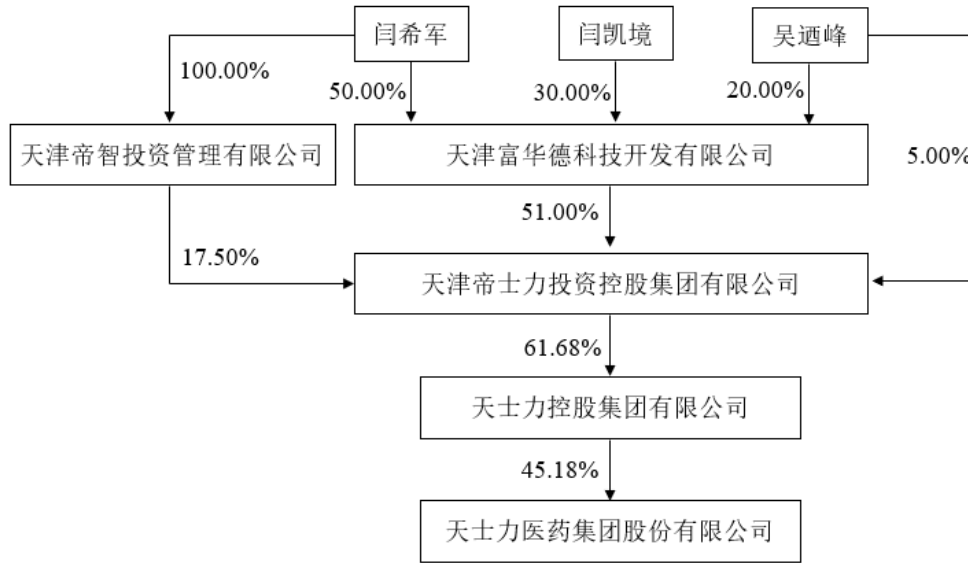 闫希军
闫凯境
吴迺峰
100.00%
50.00%
30.00%
20.00%
天津帝智投资管理有限公司
天津富华德科技开发有限公司
5.00%
51.00%
17.50%
天津帝士力投资控股集团有限公司
61.68%
天士力控股集团有限公司
45.18%
天士力医药集团股份有限公司